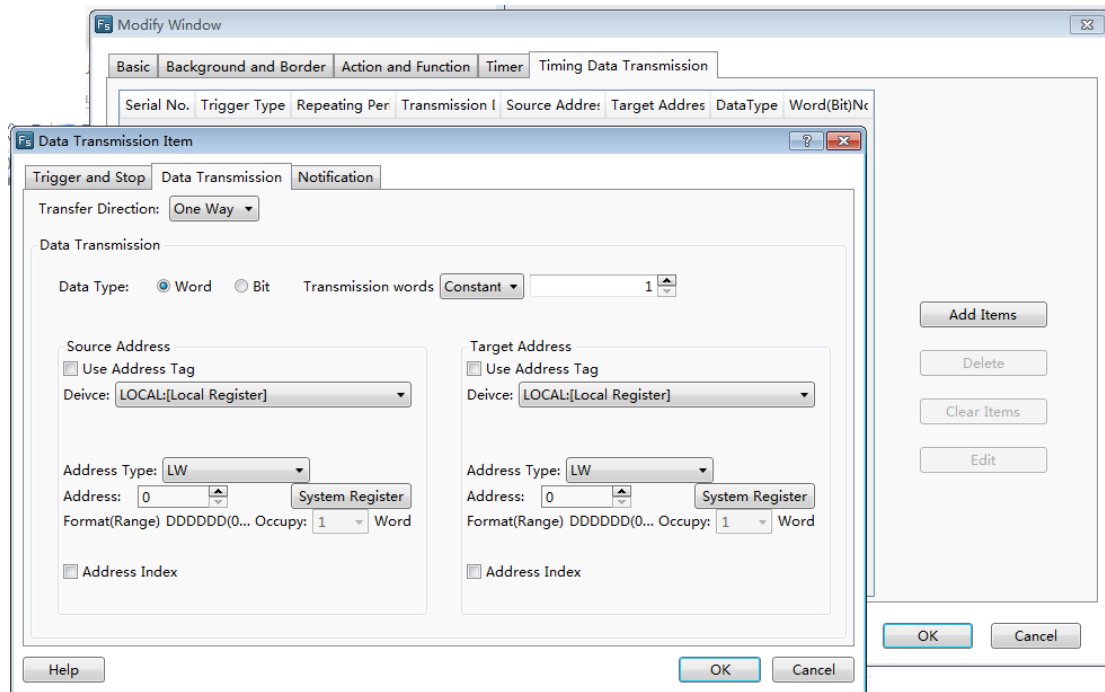 Fs Modify Window
Basic Background and Border Action and Function Timer Timing Data Transmission
Serial No. Trigger Type Repeating Per Transmission D Source Addres Target Addres DataType Word(Bit)No
Fs Data Transmission Item
?
Trigger and Stop Data Transmission Notification
Transfer Direction: One Way
Data Transmission
Data Type: Word Bit Transmission words Constant 1
Source Address
Use Address Tag
Deivce: LOCAL:[Local Register]
Address Type: LW
Address: 0 System Register
Format(Range) DDDDDD(0... Occupy: 1 Word
Address Index
Target Address
Use Address Tag
Deivce: LOCAL:[Local Register]
Address Type: LW
Address: 0 System Register
Format(Range) DDDDDD(0... Occupy: 1 Word
Address Index
Help OK Cancel
Add Items
Delete
Clear Items
Edit
OK Cancel